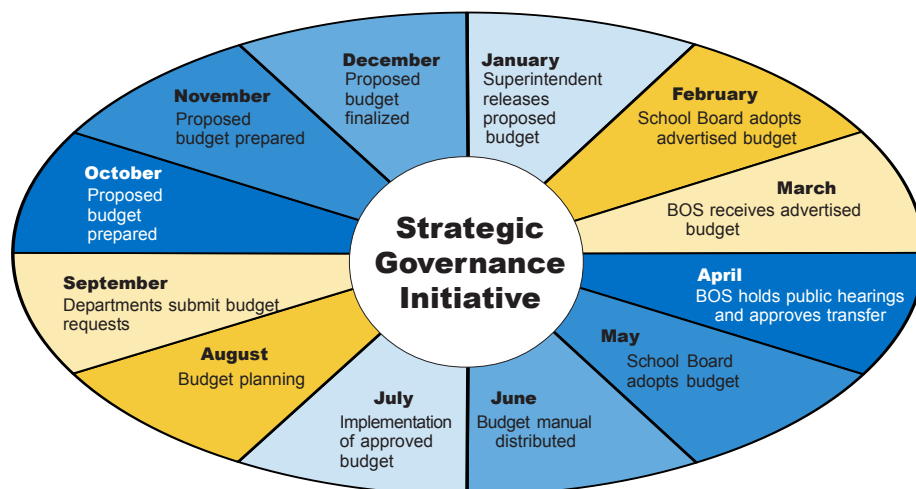 January
Superintendent
releases
proposed
budget
February
School Board adopts
advertised budget
March
BOS receives advertised
budget
April
BOS holds public hearings
and approves transfer
May
School Board
adopts budget
June
Budget manual
distributed
July
Implementation
of approved
budget
August
Budget planning
September
Departments submit budget
requests
October
Proposed
budget
prepared
November
Proposed
budget prepared
December
Proposed
budget
finalized
Strategic
Governance
Initiative